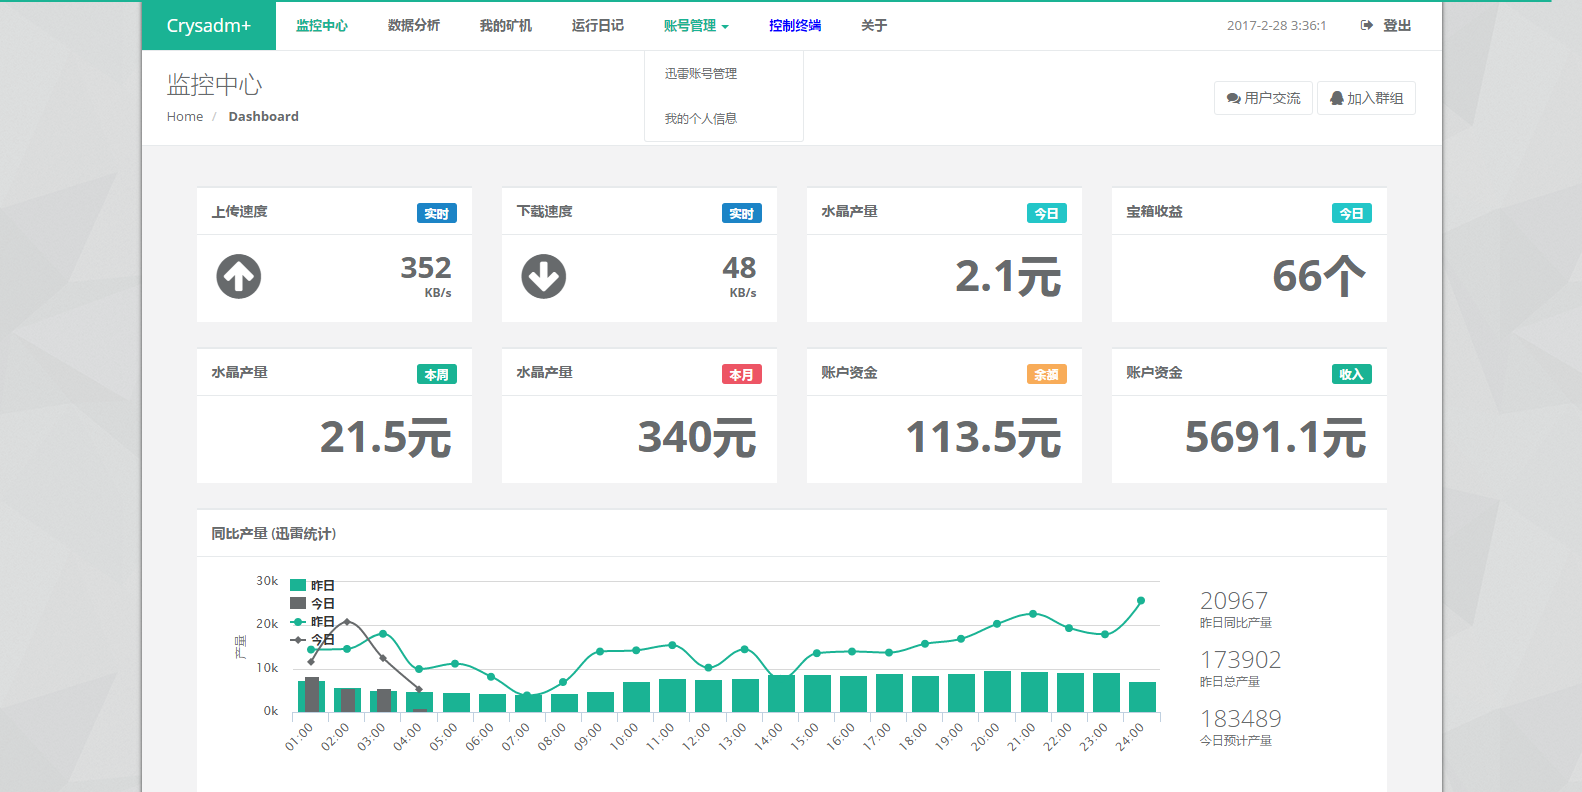 Crysadm+ 监控中心 数据分析 我的矿机 运行日记 账号管理 控制终端 关于 2017-2-28 3:36:1 登出
迅雷账号管理
我的个人信息
监控中心
Home / Dashboard
用户交流 加入群组
上传速度 实时
352
KB/s
下载速度 实时
48
KB/s
水晶产量 今日
2.1元
宝箱收益 今日
66个
水晶产量 本周
21.5元
水晶产量 本月
340元
账户资金 余额
113.5元
账户资金 收入
5691.1元
同比产量 (迅雷统计)
产量
30k
20k
10k
0k
昨日
今日
昨日
今日
01:00 02:00 03:00 04:00 05:00 06:00 07:00 08:00 09:00 10:00 11:00 12:00 13:00 14:00 15:00 16:00 17:00 18:00 19:00 20:00 21:00 22:00 23:00 24:00
20967
昨日同比产量
173902
昨日总产量
183489
今日预计产量